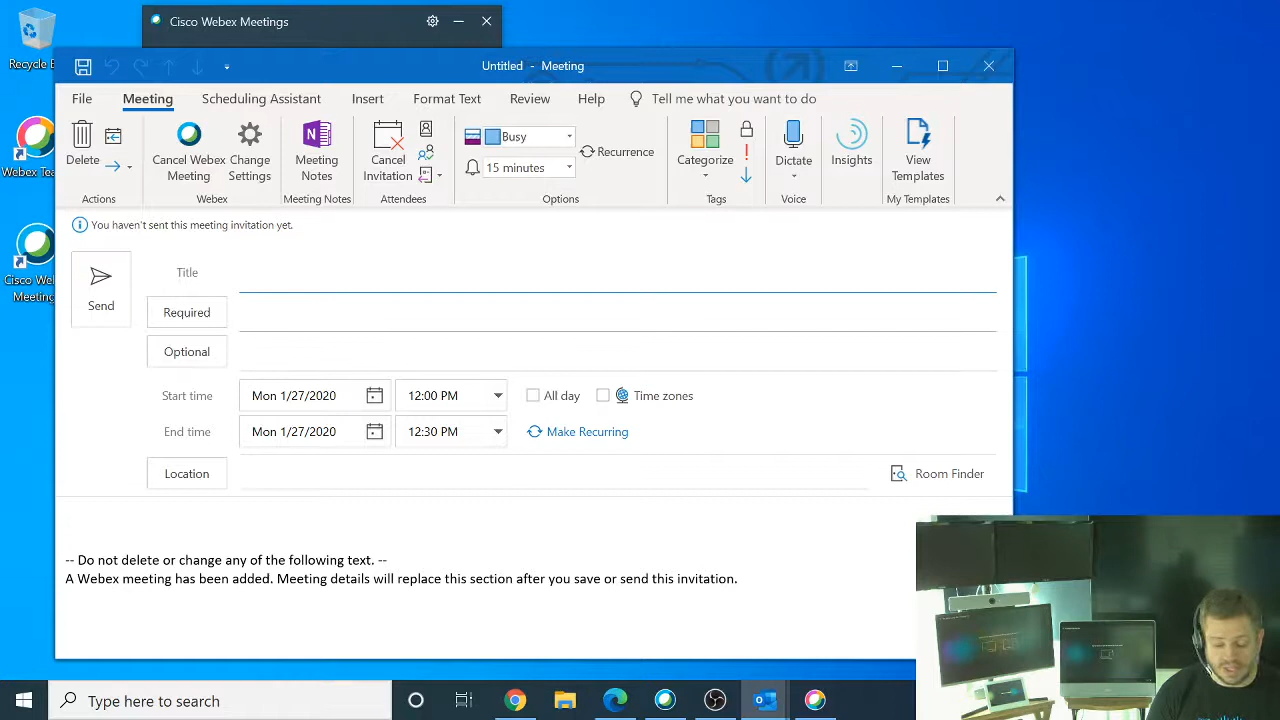 Cisco Webex Meetings
Recycle B
Untitled - Meeting
File Meeting Scheduling Assistant Insert Format Text Review Help Tell me what you want to do
Delete
Cancel Webex Meeting
Change Settings
Meeting Notes
Cancel Invitation
Busy
15 minutes
Recurrence
Categorize
Dictate
Insights
View Templates
Actions Webex Meeting Notes Attendees Options Tags Voice My Templates
Webex Tea
You haven't sent this meeting invitation yet.
Send
Title
Required
Optional
Cisco Web
Meeting
Start time Mon 1/27/2020 12:00 PM All day Time zones
End time Mon 1/27/2020 12:30 PM Make Recurring
Location Room Finder
-- Do not delete or change any of the following text. --
A Webex meeting has been added. Meeting details will replace this section after you save or send this invitation.
Type here to search